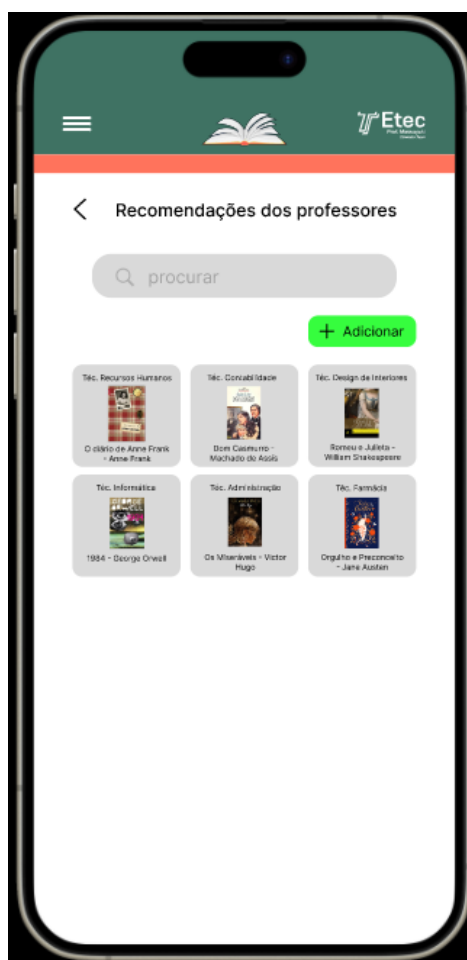 Etec
Recomendações dos professores
procurar
+ Adicionar
Téc. Recursos Humanos
O diário de Anne Frank
- Anne Frank
Téc. Contabilidade
Dom Casmurro -
Machado de Assis
Téc. Design de Interiores
Romeu e Julieta -
William Shakespeare
Téc. Informática
1984 - George Orwell
Téc. Administração
Os Miseráveis - Victor
Hugo
Téc. Farmácia
Orgulho e Preconceito
- Jane Austen